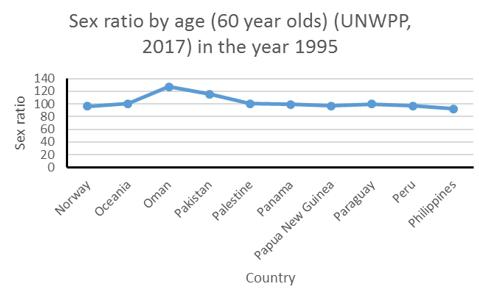 Sex ratio by age (60 year olds) (UNWPP,
2017) in the year 1995
140
120
100
80
60
40
20
0
Sex ratio
Norway
Oceania
Oman
Pakistan
Palestine
Panama
Papua New Guinea
Paraguay
Peru
Philippines
Country